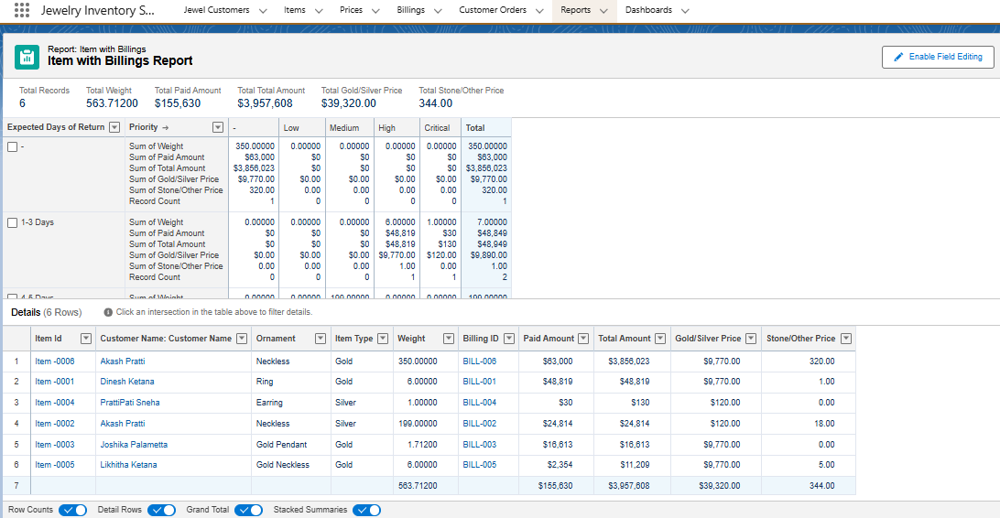 Jewelry Inventory S... Jewel Customers Items Prices Billings Customer Orders Reports Dashboards
Report: Item with Billings
Item with Billings Report
Enable Field Editing
Total Records Total Weight Total Paid Amount Total Total Amount Total Gold/Silver Price Total Stone/Other Price
6 563.71200 $155,630 $3,957,608 $39,320.00 344.00
Expected Days of Return Priority → - Low Medium High Critical Total
- Sum of Weight 350.00000 0.00000 0.00000 0.00000 0.00000 350.00000
Sum of Paid Amount $63,000 $0 $0 $0 $0 $63,000
Sum of Total Amount $3,856,023 $0 $0 $0 $0 $3,856,023
Sum of Gold/Silver Price $9,770.00 $0.00 $0.00 $0.00 $0.00 $9,770.00
Sum of Stone/Other Price 320.00 0.00 0.00 0.00 0.00 320.00
Record Count 1 0 0 0 0 1
1-3 Days Sum of Weight 0.00000 0.00000 0.00000 6.00000 1.00000 7.00000
Sum of Paid Amount $0 $0 $0 $48,819 $30 $48,849
Sum of Total Amount $0 $0 $0 $48,819 $130 $48,949
Sum of Gold/Silver Price $0.00 $0.00 $0.00 $9,770.00 $120.00 $9,890.00
Sum of Stone/Other Price 0.00 0.00 0.00 1.00 0.00 1.00
Record Count 0 0 0 1 1 2
4-5 Days Sum of Weight 0.00000 0.00000 199.00000 0.00000 0.00000 199.00000
Details (6 Rows) Click an intersection in the table above to filter details.
Item Id Customer Name: Customer Name Ornament Item Type Weight Billing ID Paid Amount Total Amount Gold/Silver Price Stone/Other Price
1 Item -0006 Akash Pratti Neckless Gold 350.00000 BILL-006 $63,000 $3,856,023 $9,770.00 320.00
2 Item -0001 Dinesh Ketana Ring Gold 6.00000 BILL-001 $48,819 $48,819 $9,770.00 1.00
3 Item -0004 PrattiPati Sneha Earring Silver 1.00000 BILL-004 $30 $130 $120.00 0.00
4 Item -0002 Akash Pratti Neckless Silver 199.00000 BILL-002 $24,814 $24,814 $120.00 18.00
5 Item -0003 Joshika Palametta Gold Pendant Gold 1.71200 BILL-003 $16,613 $16,613 $9,770.00 0.00
6 Item -0005 Likhitha Ketana Gold Neckless Gold 6.00000 BILL-005 $2,354 $11,209 $9,770.00 5.00
7 563.71200 $155,630 $3,957,608 $39,320.00 344.00
Row Counts Detail Rows Grand Total Stacked Summaries